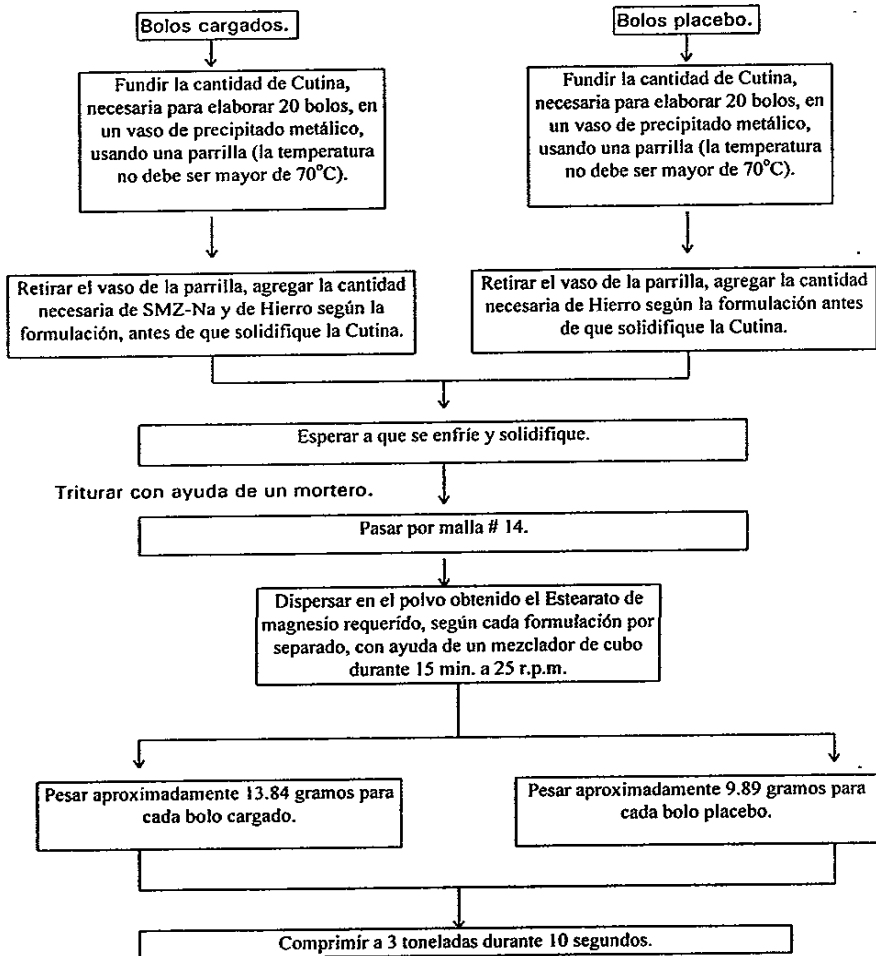 Bolos cargados.
Bolos placebo.
Fundir la cantidad de Cutina,
necesaria para elaborar 20 bolos, en
un vaso de precipitado metálico,
usando una parrilla (la temperatura
no debe ser mayor de 70°C).
Fundir la cantidad de Cutina,
necesaria para elaborar 20 bolos, en
un vaso de precipitado metálico,
usando una parrilla (la temperatura
no debe ser mayor de 70°C).
Retirar el vaso de la parrilla, agregar la cantidad
necesaria de SMZ-Na y de Hierro según la
formulación, antes de que solidifique la Cutina.
Retirar el vaso de la parrilla, agregar la cantidad
necesaria de Hierro según la formulación antes
de que solidifique la Cutina.
Esperar a que se enfríe y solidifique.
Triturar con ayuda de un mortero.
Pasar por malla # 14.
Dispersar en el polvo obtenido el Estearato de
magnesio requerido, según cada formulación por
separado, con ayuda de un mezclador de cubo
durante 15 min. a 25 r.p.m.
Pesar aproximadamente 13.84 gramos para
cada bolo cargado.
Pesar aproximadamente 9.89 gramos para
cada bolo placebo.
Comprimir a 3 toneladas durante 10 segundos.